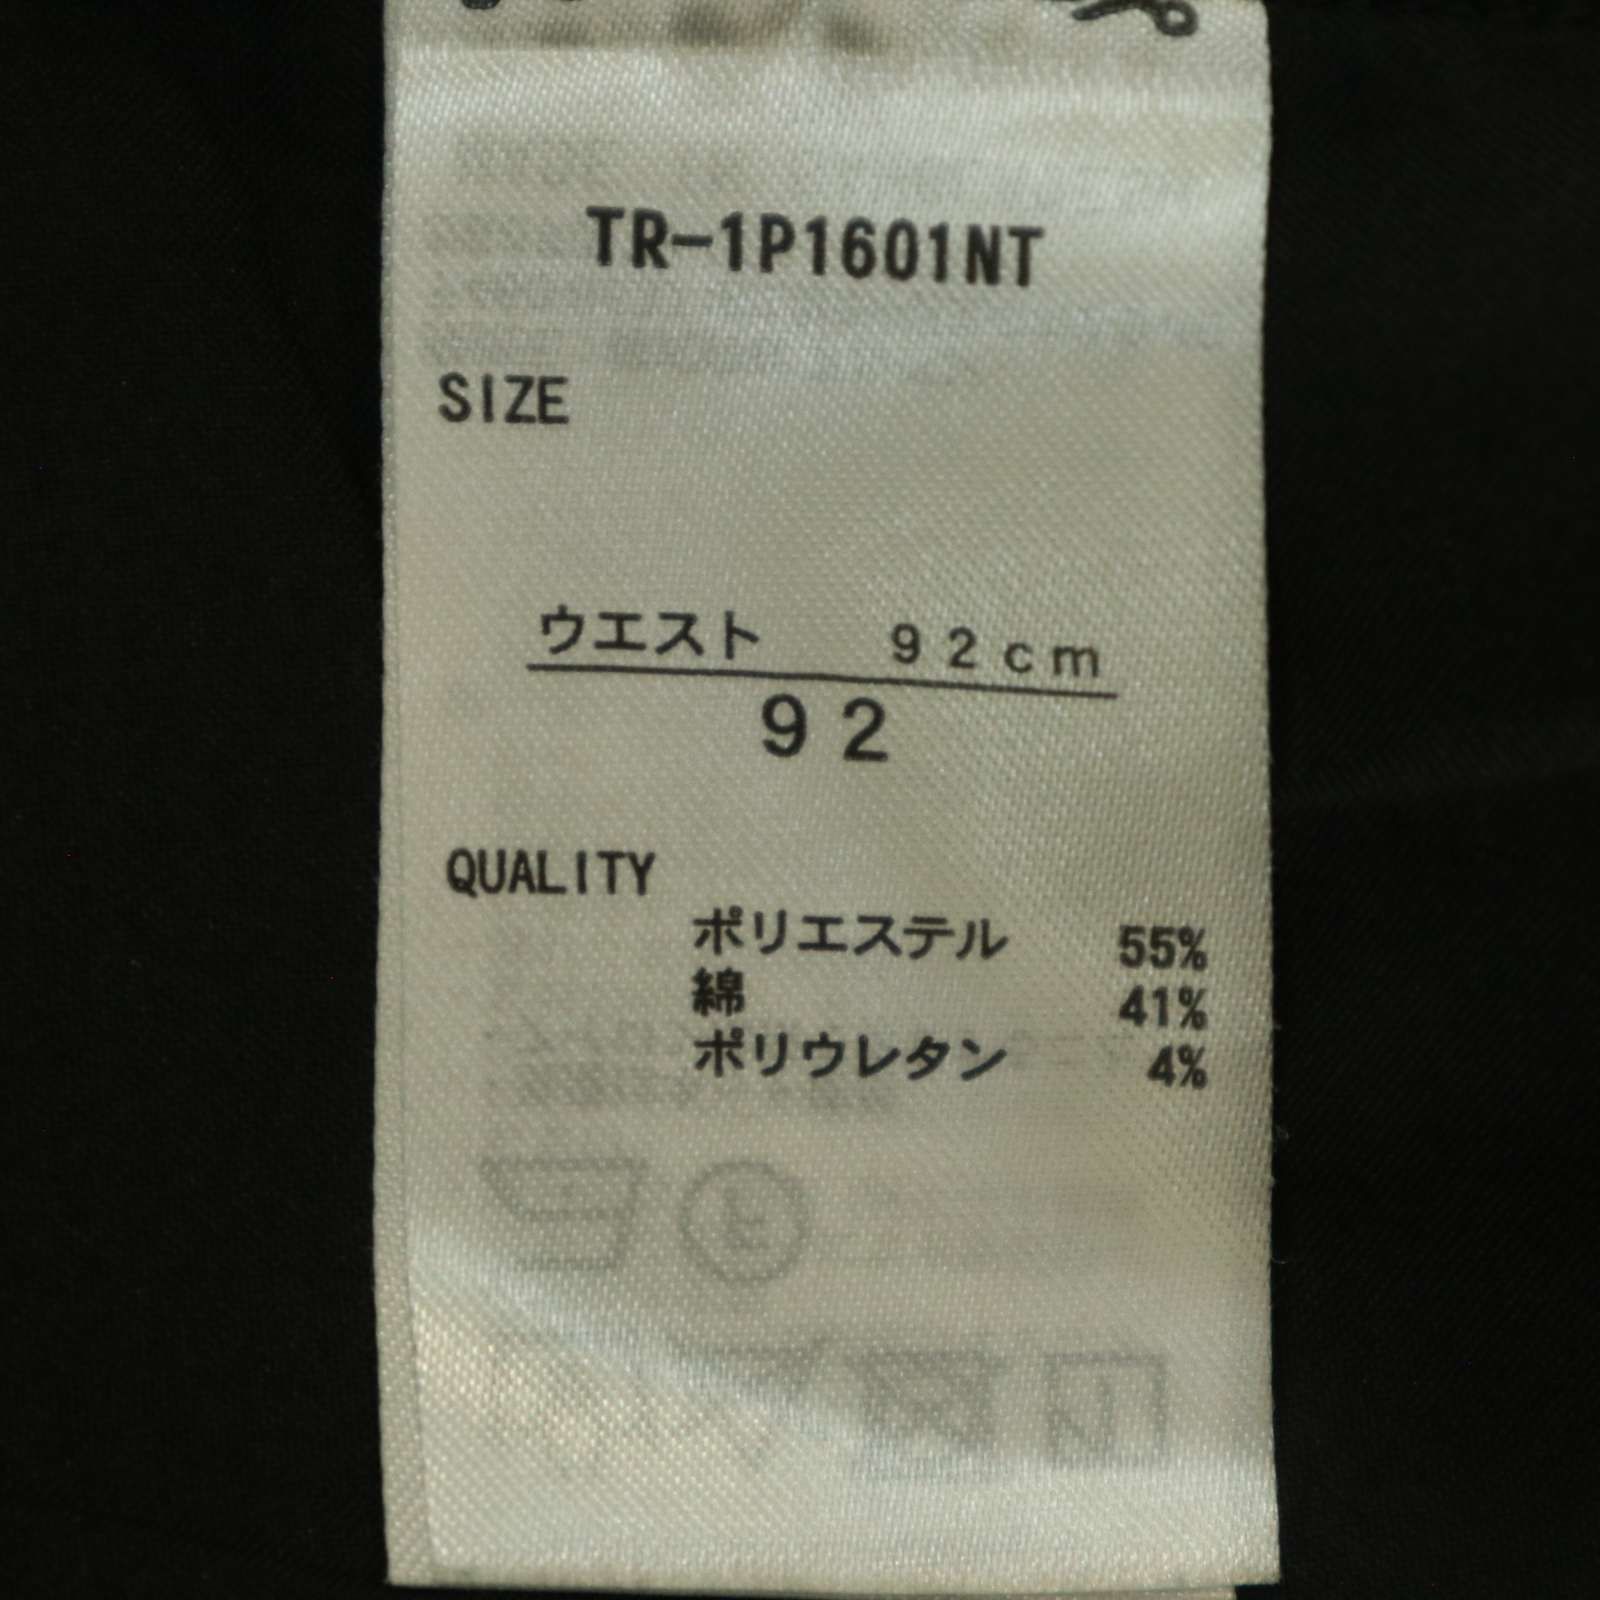 TR-1P1601NT
SIZE
ウエスト 92cm
92
QUALITY
ポリエステル 55%
綿 41%
ポリウレタン 4%